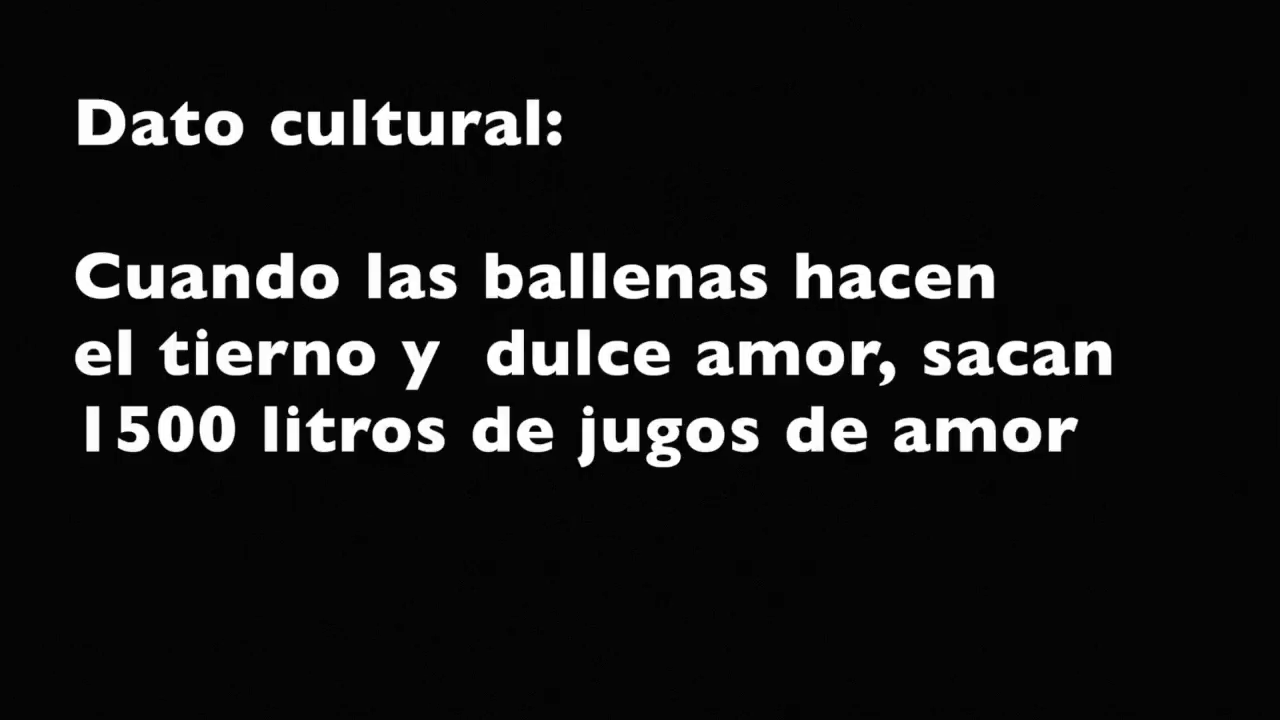 Dato cultural:
Cuando las ballenas hacen
el tierno y  dulce amor, sacan
1500 litros de jugos de amor